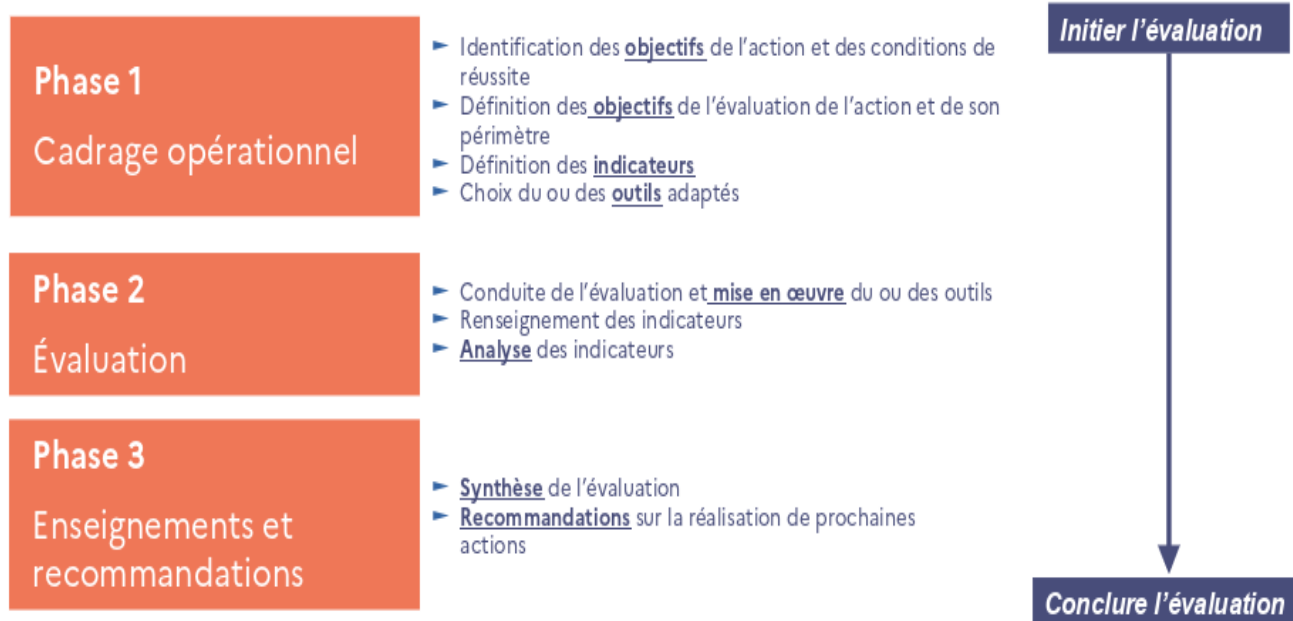 Phase 1
Cadrage opérationnel
► Identification des objectifs de l'action et des conditions de
réussite
► Définition des objectifs de l'évaluation de l'action et de son
périmètre
► Définition des indicateurs
► Choix du ou des outils adaptés
Phase 2
Évaluation
► Conduite de l'évaluation et mise en œuvre du ou des outils
► Renseignement des indicateurs
► Analyse des indicateurs
Phase 3
Enseignements et
recommandations
► Synthèse de l'évaluation
► Recommandations sur la réalisation de prochaines
actions
Initier l'évaluation
Conclure l'évaluation